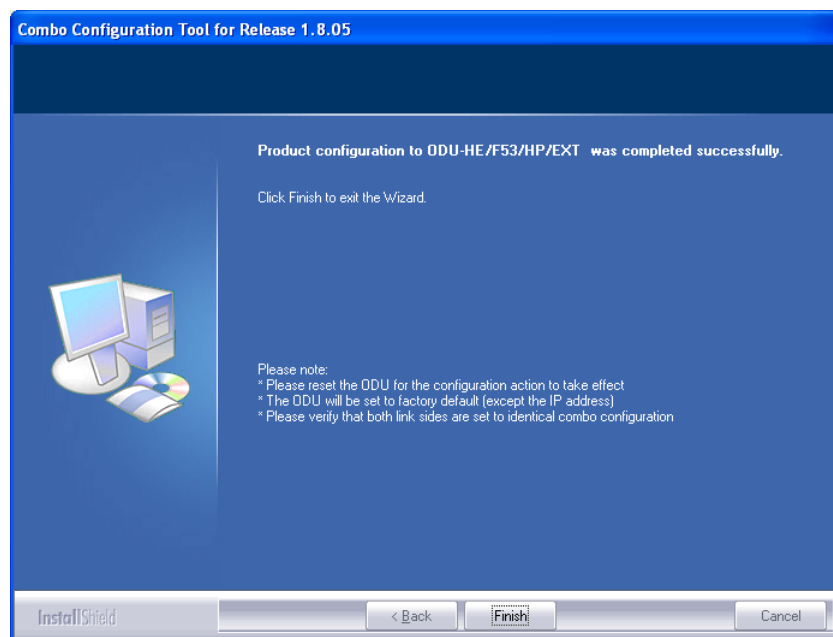 Combo Configuration Tool for Release 1.8.05
Product configuration to ODU-HE/F53/HP/EXT was completed successfully.
Click Finish to exit the Wizard.
Please note:
* Please reset the ODU for the configuration action to take effect
* The ODU will be set to factory default (except the IP address)
* Please verify that both link sides are set to identical combo configuration
InstallShield
< Back
Finish
Cancel